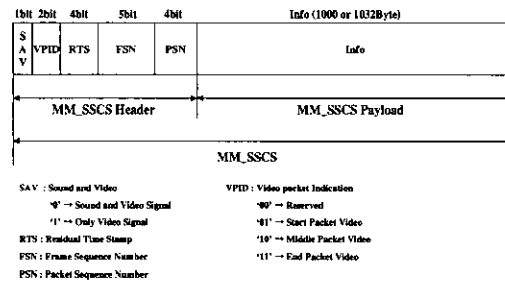 1bit 2bit 4bit 5bit 4bit Info (1000 or 1032Byte)
SAV VPID RTS FSN PSN Info
MM_SSCS Header MM_SSCS Payload
MM_SSCS
SAV : Sound and Video
'0' → Sound and Video Signal
'1' → Only Video Signal
RTS : Residual Time Stamp
FSN : Frame Sequence Number
PSN : Packet Sequence Number
VPID : Video packet Indication
'00' → Reserved
'01' → Start Packet Video
'10' → Middle Packet Video
'11' → End Packet Video